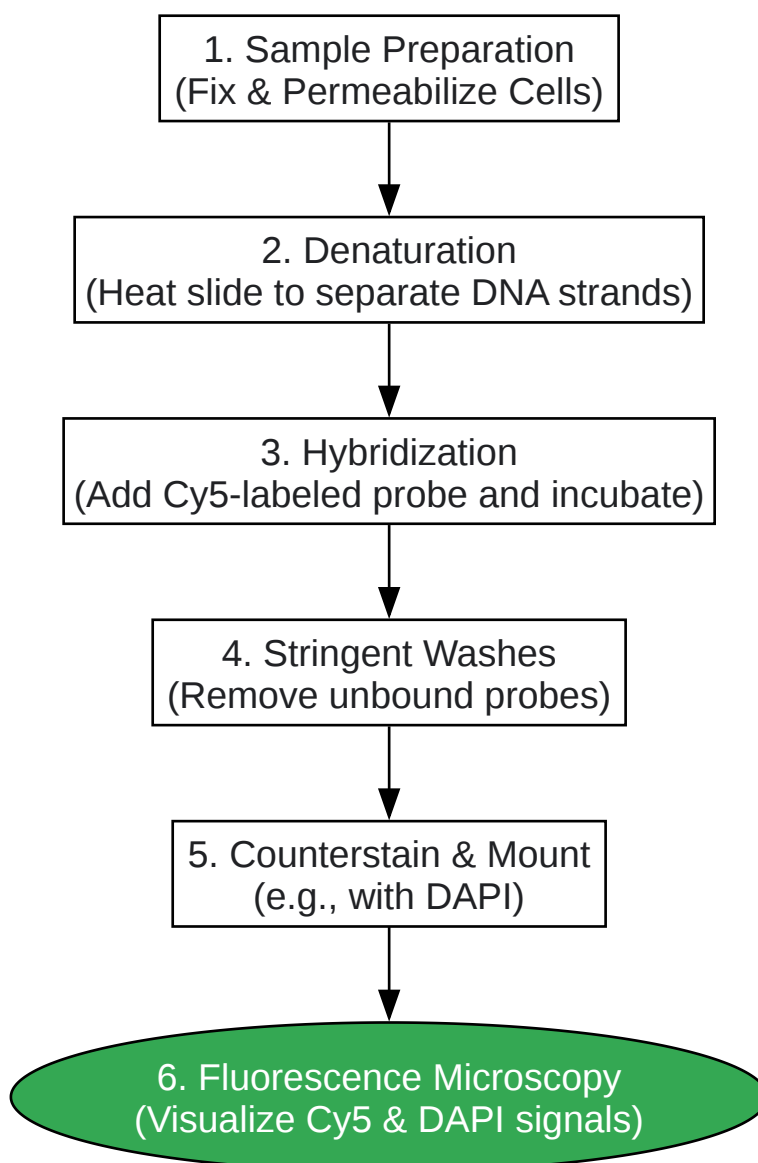 1. Sample Preparation
(Fix & Permeabilize Cells)
2. Denaturation
(Heat slide to separate DNA strands)
3. Hybridization
(Add Cy5-labeled probe and incubate)
4. Stringent Washes
(Remove unbound probes)
5. Counterstain & Mount
(e.g., with DAPI)
6. Fluorescence Microscopy
(Visualize Cy5 & DAPI signals)